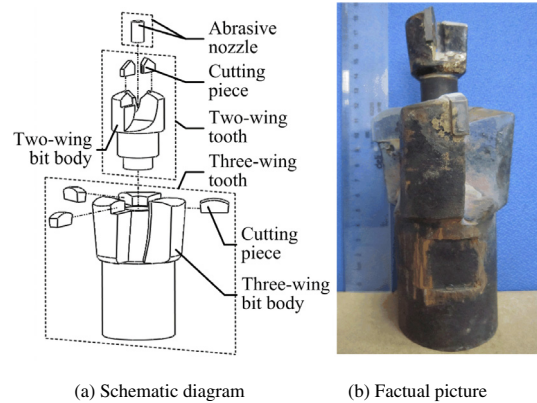 Abrasive
nozzle
Cutting
piece
Two-wing
bit body
Two-wing
tooth
Three-wing
tooth
Cutting
piece
Three-wing
bit body
(a) Schematic diagram
(b) Factual picture